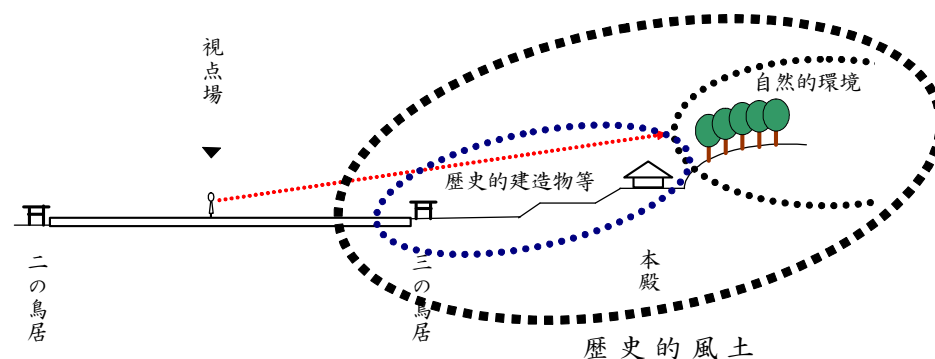 視点場
自然的環境
歴史的建造物等
二の鳥居
三の鳥居
本殿
歴史的風土